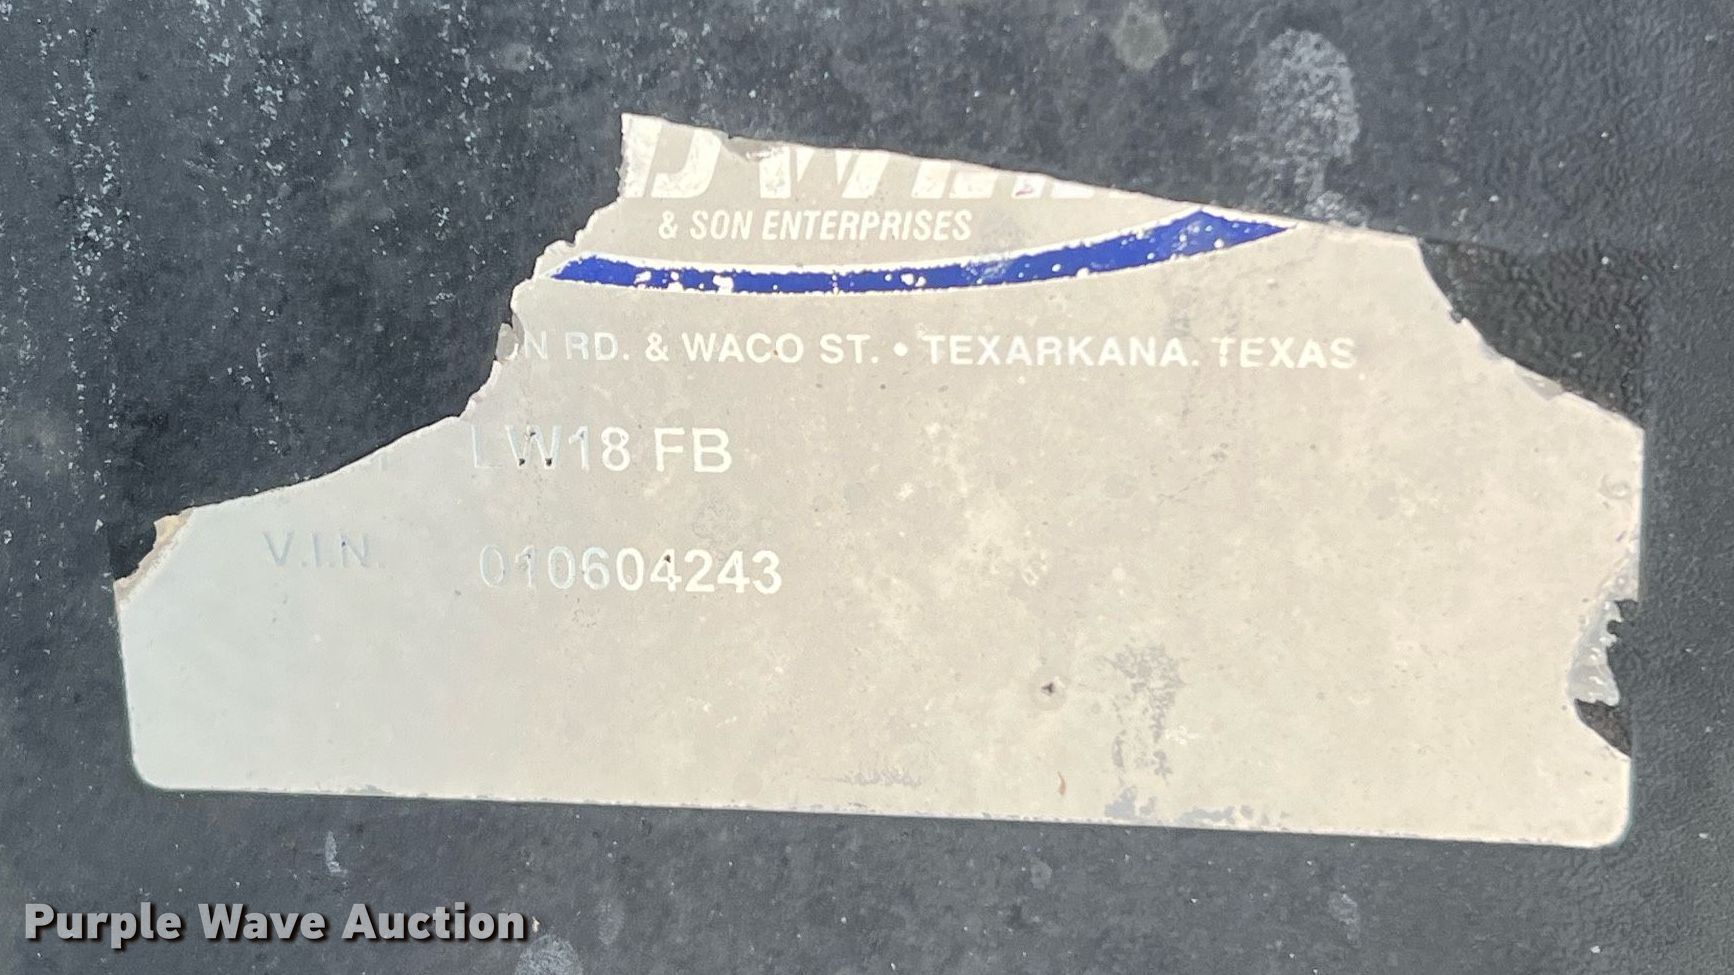 & SON ENTERPRISES
RD. & WACO ST. • TEXARKANA. TEXAS
LW18 FB
V.I.N. 010604243
Purple Wave Auction